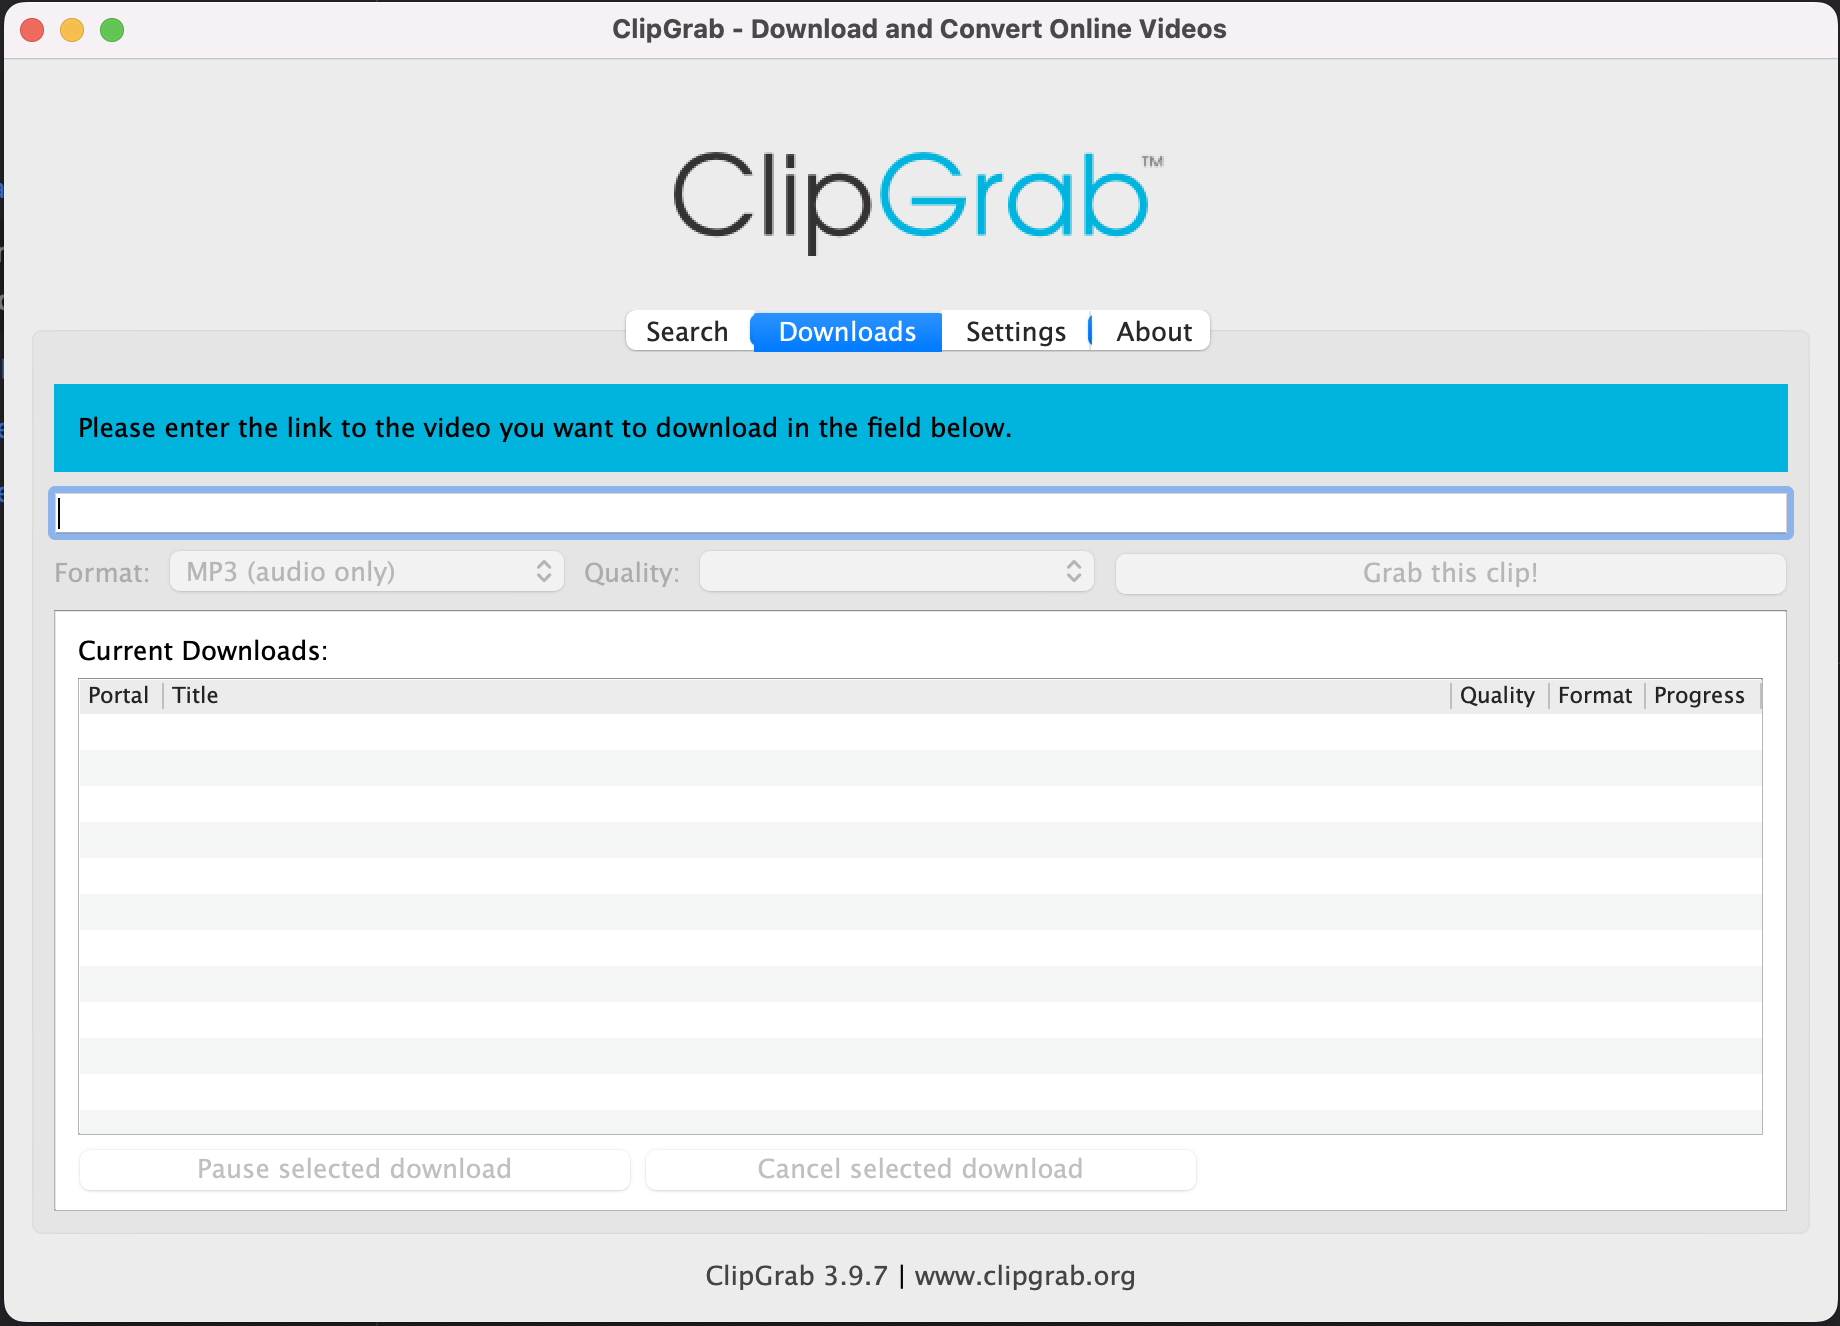 ClipGrab - Download and Convert Online Videos
ClipGrab™
Search Downloads Settings About
Please enter the link to the video you want to download in the field below.
Format: MP3 (audio only) Quality: Grab this clip!
Current Downloads:
Portal Title Quality Format Progress
Pause selected download Cancel selected download
ClipGrab 3.9.7 | www.clipgrab.org